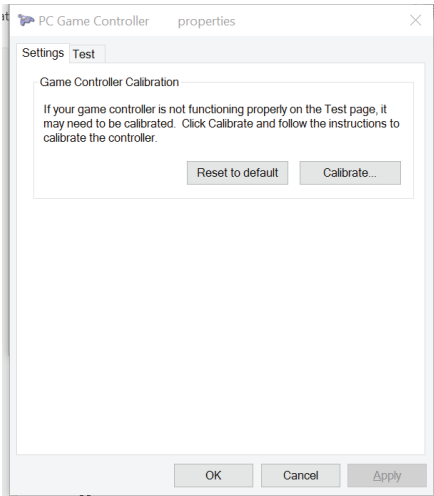 PC Game Controller properties
Settings Test
Game Controller Calibration
If your game controller is not functioning properly on the Test page, it
may need to be calibrated. Click Calibrate and follow the instructions to
calibrate the controller.
Reset to default Calibrate...
OK Cancel Apply